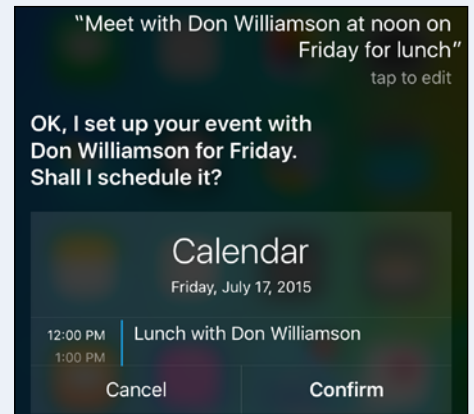 “Meet with Don Williamson at noon on
Friday for lunch”
tap to edit
OK, I set up your event with
Don Williamson for Friday.
Shall I schedule it?
Calendar
Friday, July 17, 2015
12:00 PM Lunch with Don Williamson
1:00 PM
Cancel Confirm